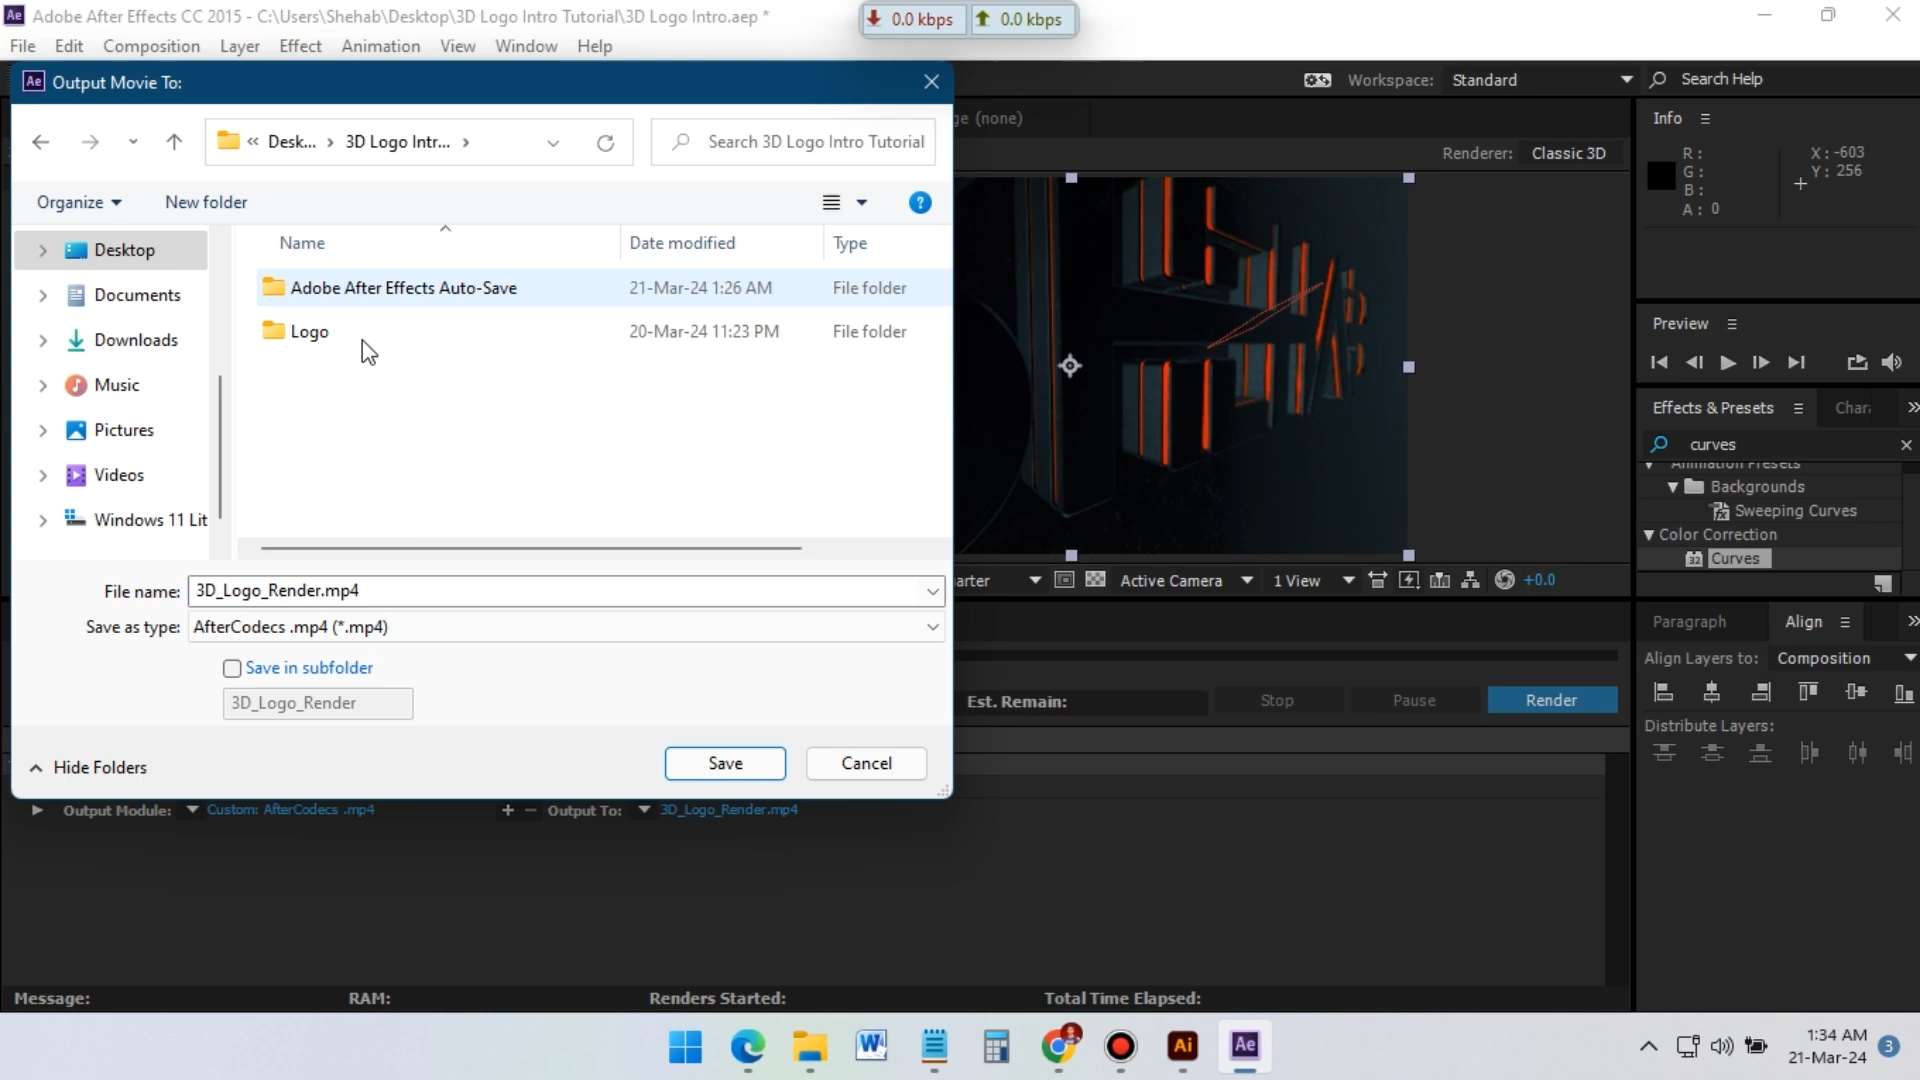 Adobe After Effects CC 2015 - C:\Users\Shehab\Desktop\3D Logo Intro Tutorial\3D Logo Intro.aep *
0.0 kbps 0.0 kbps
File Edit Composition Layer Effect Animation View Window Help
Output Movie To:
Workspace: Standard Search Help
« Desk... › 3D Logo Intr... ›
Search 3D Logo Intro Tutorial
ge (none)
Renderer: Classic 3D
Info
R:
G:
B:
A: 0
X: -603
Y: 256
Organize New folder
Name Date modified Type
Desktop
Documents
Downloads
Music
Pictures
Videos
Windows 11 Lit
Adobe After Effects Auto-Save 21-Mar-24 1:26 AM File folder
Logo 20-Mar-24 11:23 PM File folder
Preview
Effects & Presets Chara
curves
Animation Presets
Backgrounds
Sweeping Curves
Color Correction
32 Curves
File name: 3D_Logo_Render.mp4
Save as type: AfterCodecs .mp4 (*.mp4)
Save in subfolder
3D_Logo_Render
Hide Folders Save Cancel
arter Active Camera 1 View +0.0
Est. Remain: Stop Pause Render
Paragraph Align
Align Layers to: Composition
Distribute Layers:
Output Module: Custom: AfterCodecs .mp4 + − Output To: 3D_Logo_Render.mp4
Message: RAM: Renders Started: Total Time Elapsed:
Ai Ae
1:34 AM
21-Mar-24
3